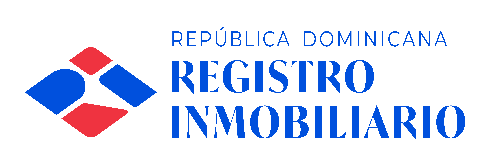 REPÚBLICA DOMINICANA
REGISTRO
INMOBILIARIO